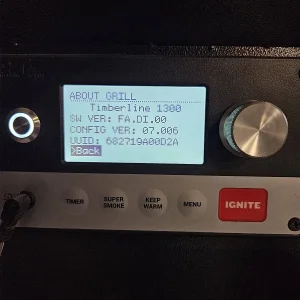 ABOUT GRILL
Timberline 1300
SW VER: FA.DI.00
CONFIG VER: 07.006
UUID: 682719A00D2A
>Back
TIMER
SUPER
SMOKE
KEEP
WARM
MENU
IGNITE